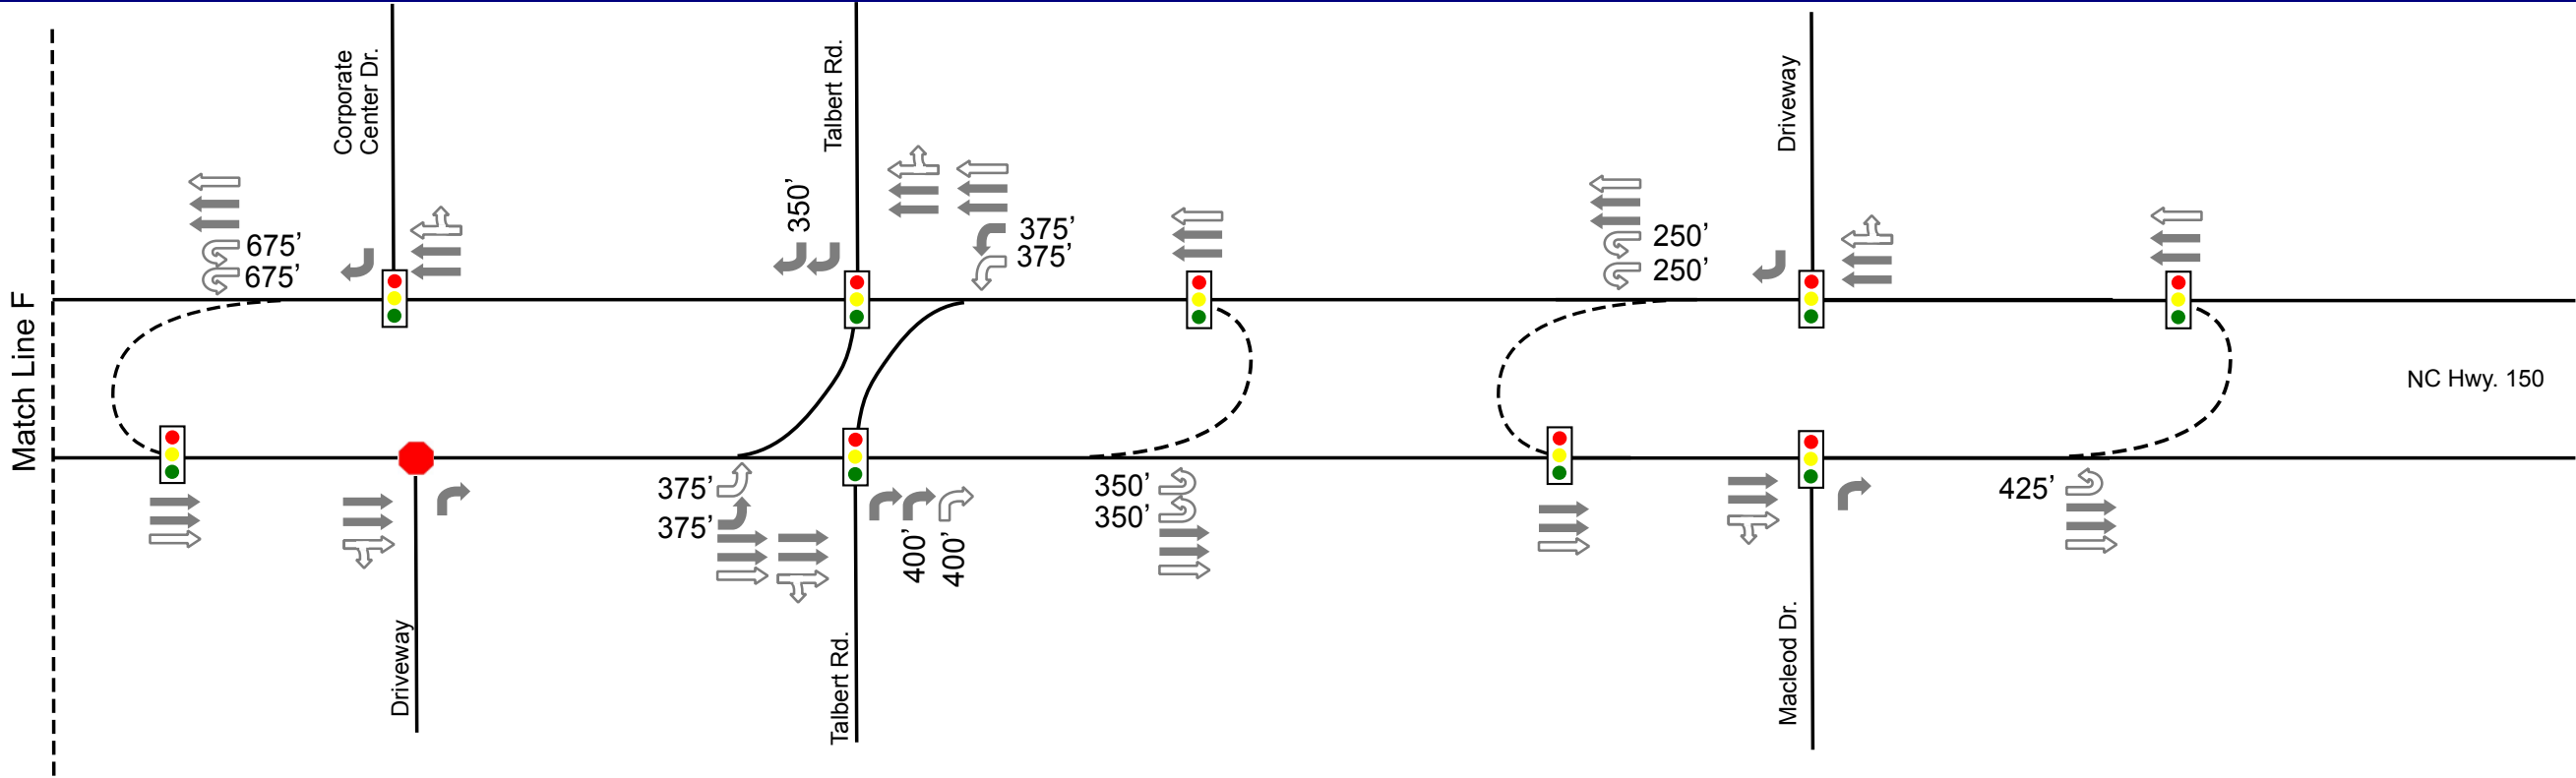 Corporate
Center Dr.
Talbert Rd.
Driveway
350’
675’
675’
375’
375’
250’
250’
Match Line F
NC Hwy. 150
375’
375’
400’
400’
350’
350’
425’
Driveway
Talbert Rd.
Macleod Dr.